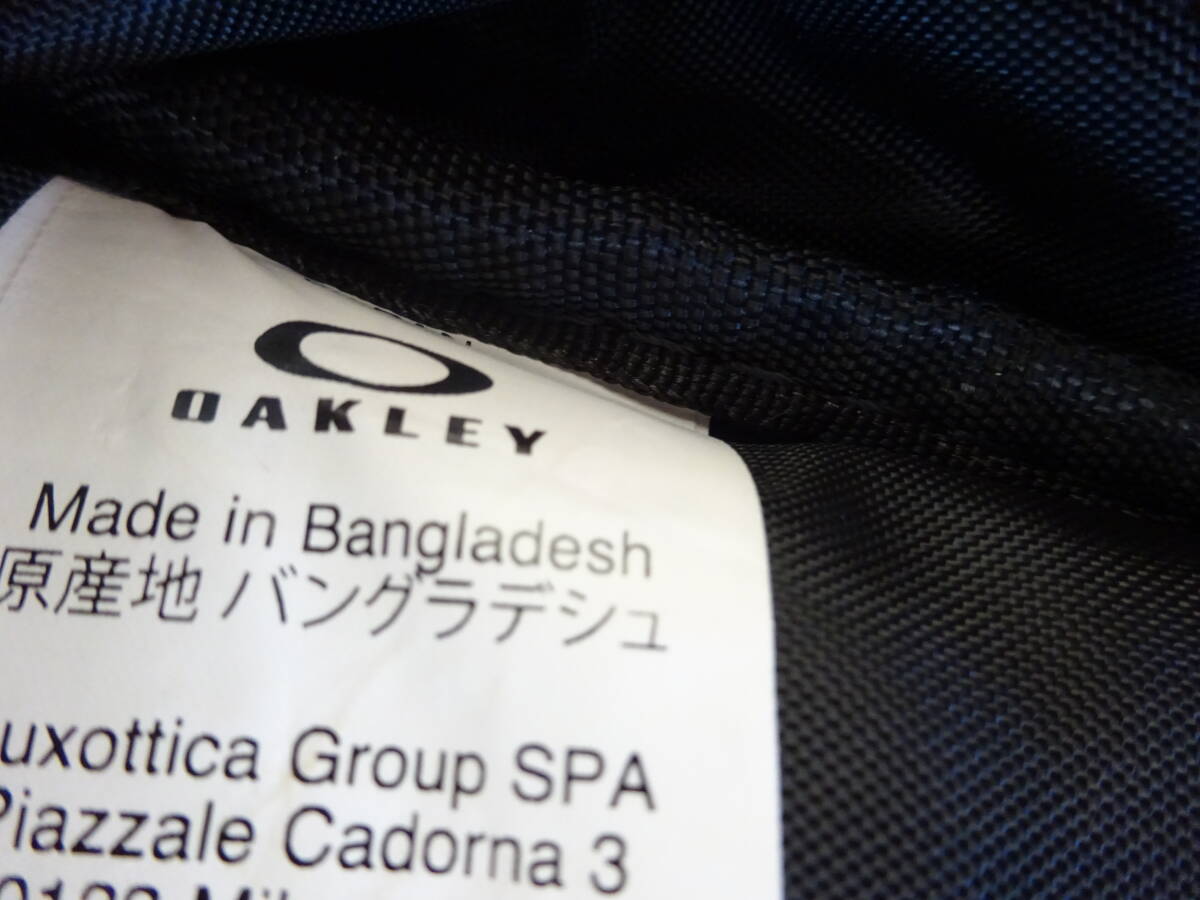 OAKLEY
Made in Bangladesh
原産地 バングラデシュ
uxottica Group SPA
Piazzale Cadorna 3